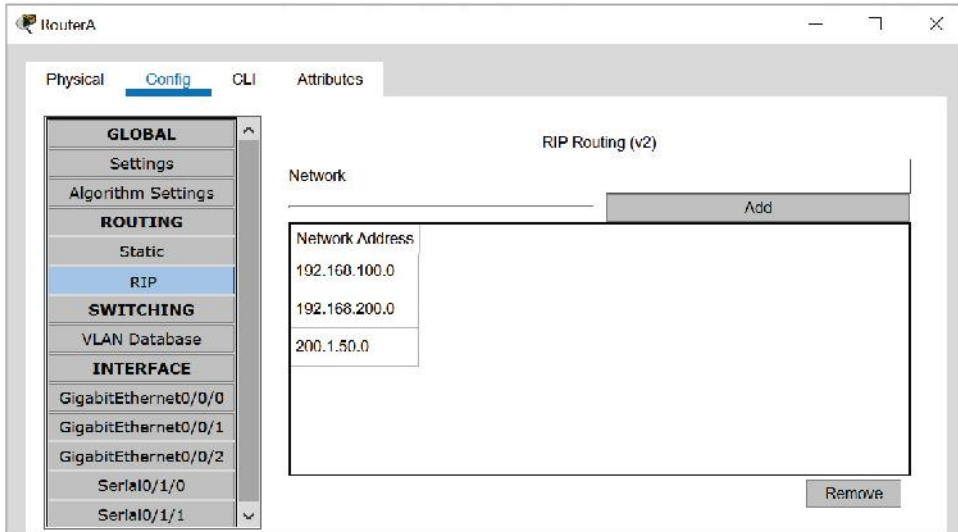 RouterA
Physical Config CLI Attributes
GLOBAL
Settings
Algorithm Settings
ROUTING
Static
RIP
SWITCHING
VLAN Database
INTERFACE
GigabitEthernet0/0/0
GigabitEthernet0/0/1
GigabitEthernet0/0/2
Serial0/1/0
Serial0/1/1
RIP Routing (v2)
Network
Add
Network Address
192.168.100.0
192.168.200.0
200.1.50.0
Remove